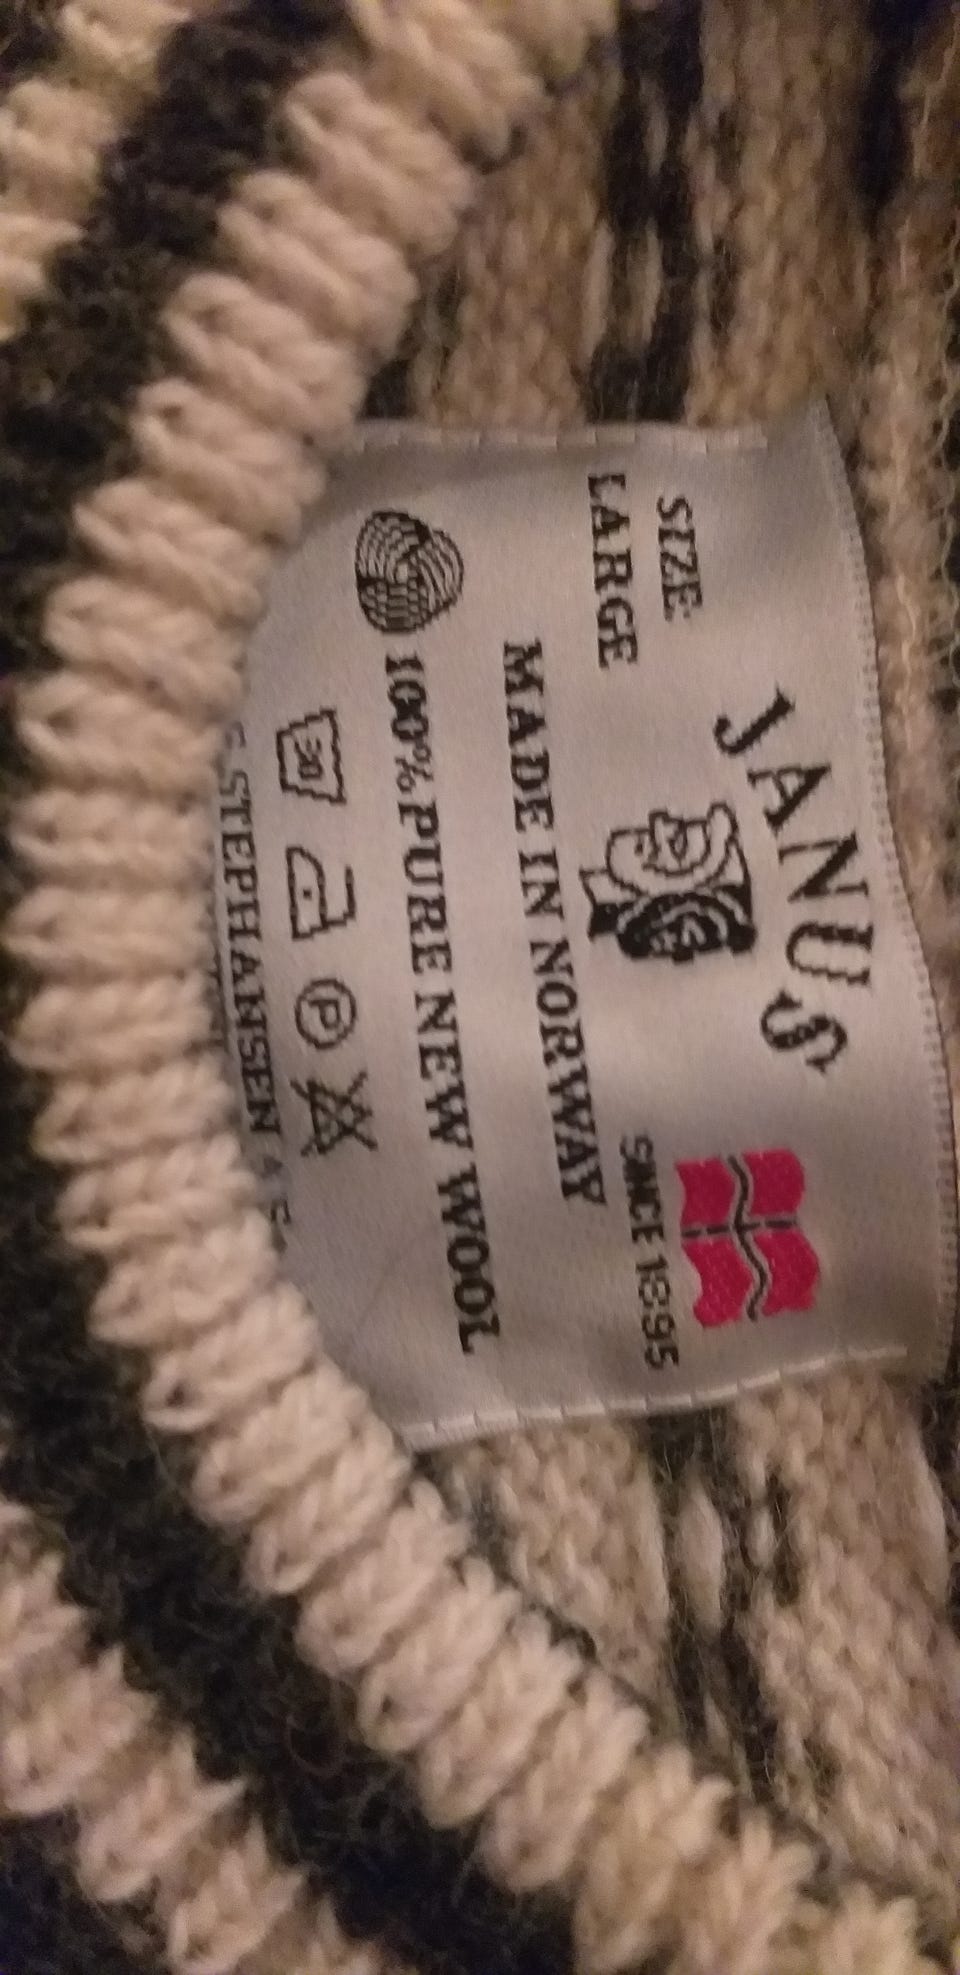 JANUS
SIZE
LARGE
SINCE 1895
MADE IN NORWAY
100% PURE NEW WOOL
30
P
STEPHANSEN A S